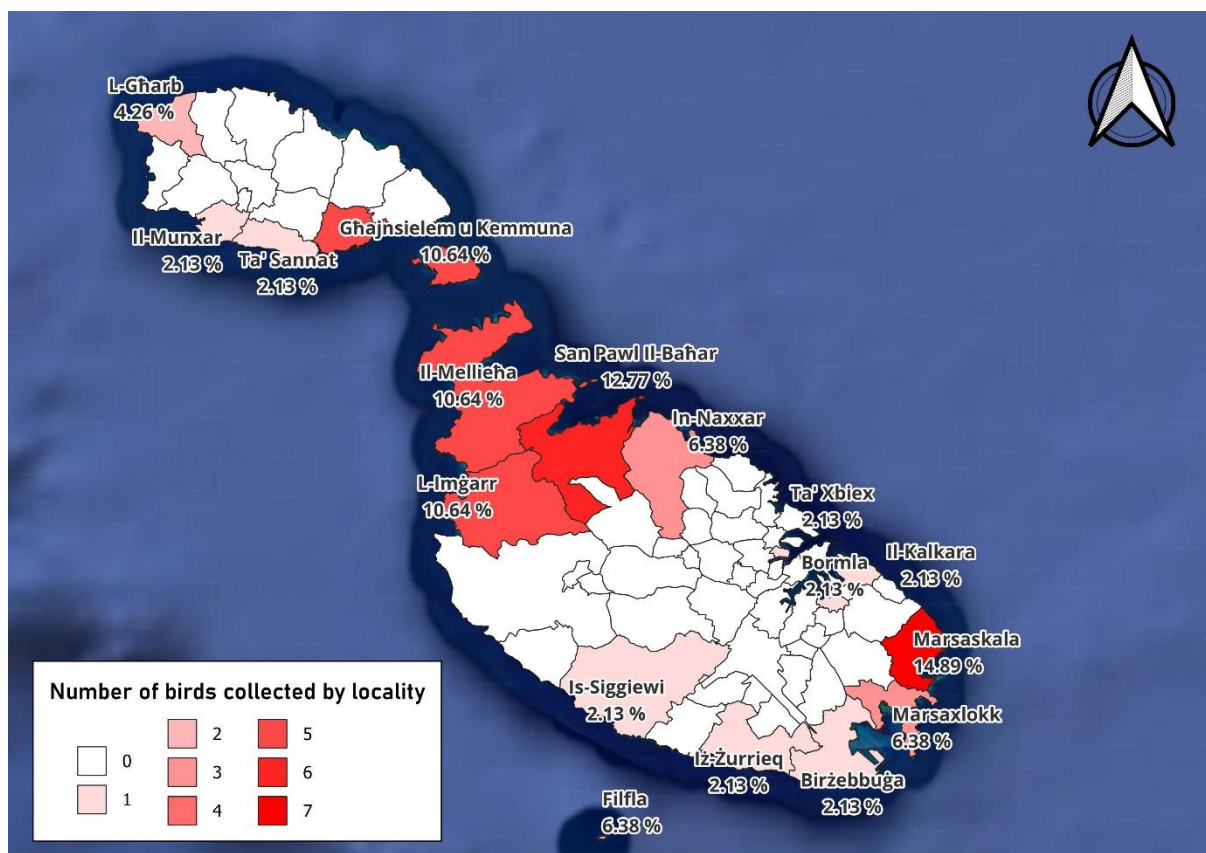 L-Għarb
4.26 %
Il-Munxar
2.13 %
Ta' Sannat
2.13 %
Għajnsielem u Kemmuna
10.64 %
Il-Mellieħa
10.64 %
San Pawl Il-Baħar
12.77 %
In-Naxxar
6.38 %
L-Imġarr
10.64 %
Ta' Xbiex
2.13 %
Il-Kalkara
2.13 %
Bormla
2.13 %
Marsaskala
14.89 %
Is-Siggiewi
2.13 %
Marsaxlokk
6.38 %
Iż-Żurrieq
2.13 %
Birżebbuġa
2.13 %
Filfla
6.38 %
Number of birds collected by locality
0
1
2
3
4
5
6
7